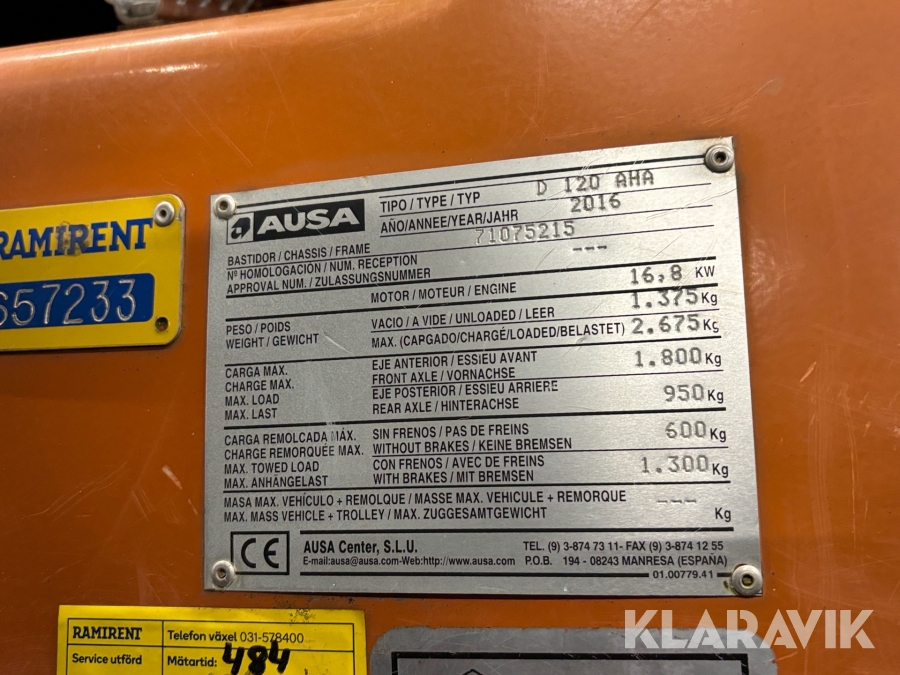 KLARAVIK
RAMIRENT
657233
AUSA
TIPO / TYPE / TYP D 120 AHA
AÑO/ANNEE/YEAR/JAHR 2016
BASTIDOR / CHASSIS / FRAME 71075215
Nº HOMOLOGACIÓN / NUM. RECEPTION ---
APPROVAL NUM. / ZULASSUNGSNUMMER
MOTOR / MOTEUR / ENGINE 16,8 KW
PESO / POIDS VACIO / A VIDE / UNLOADED / LEER 1.375 Kg
WEIGHT / GEWICHT MAX. (CARGADO/CHARGÉ/LOADED/BELASTET) 2.675 Kg
CARGA MÁX. EJE ANTERIOR / ESSIEU AVANT 1.800 Kg
CHARGE MAX. FRONT AXLE / VORNACHSE
MAX. LOAD EJE POSTERIOR / ESSIEU ARRIERE 950 Kg
MAX. LAST REAR AXLE / HINTERACHSE
CARGA REMOLCADA MÁX. SIN FRENOS / PAS DE FREINS 600 Kg
CHARGE REMORQUÉE MAX. WITHOUT BRAKES / KEINE BREMSEN
MAX. TOWED LOAD CON FRENOS / AVEC DE FREINS 1.300 Kg
MAX. ANHÄNGELAST WITH BRAKES / MIT BREMSEN
MASA MAX. VEHÍCULO + REMOLQUE / MASSE MAX. VEHICULE + REMORQUE ---
MAX. MASS VEHICLE + TROLLEY / MAX. ZUGGESAMTGEWICHT Kg
CE AUSA Center, S.L.U. TEL. (9) 3-874 73 11- FAX (9) 3-874 12 55
E-mail:ausa@ausa.com-Web:http://www.ausa.com P.O.B. 194 - 08243 MANRESA (ESPAÑA)
01.00779.41
RAMIRENT Telefon växel 031-578400
Service utförd Mätartid: 484